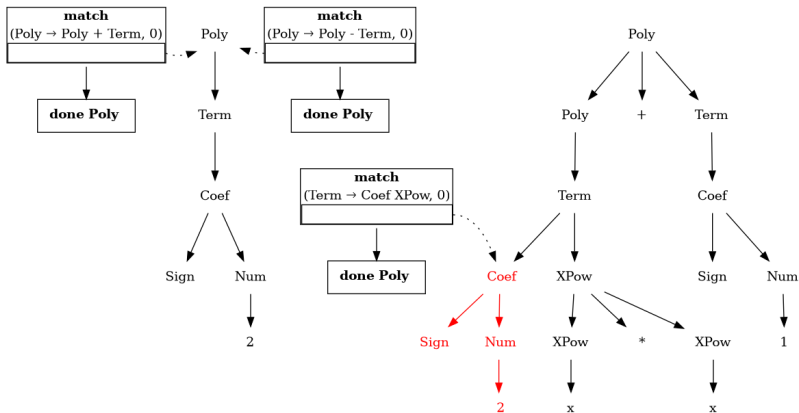 match
(Poly → Poly + Term, 0)
Poly
match
(Poly → Poly - Term, 0)
Poly
done Poly
Term
done Poly
Poly
+
Term
match
(Term → Coef XPow, 0)
Coef
Term
Coef
Sign
Num
done Poly
Coef
XPow
Sign
Num
2
Sign
Num
XPow
*
XPow
1
2
x
x